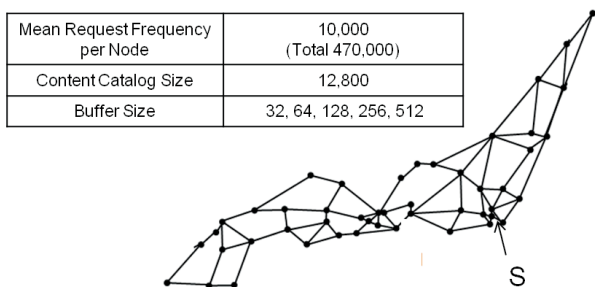 Mean Request Frequency
per Node
10,000
(Total 470,000)
Content Catalog Size
12,800
Buffer Size
32, 64, 128, 256, 512
S